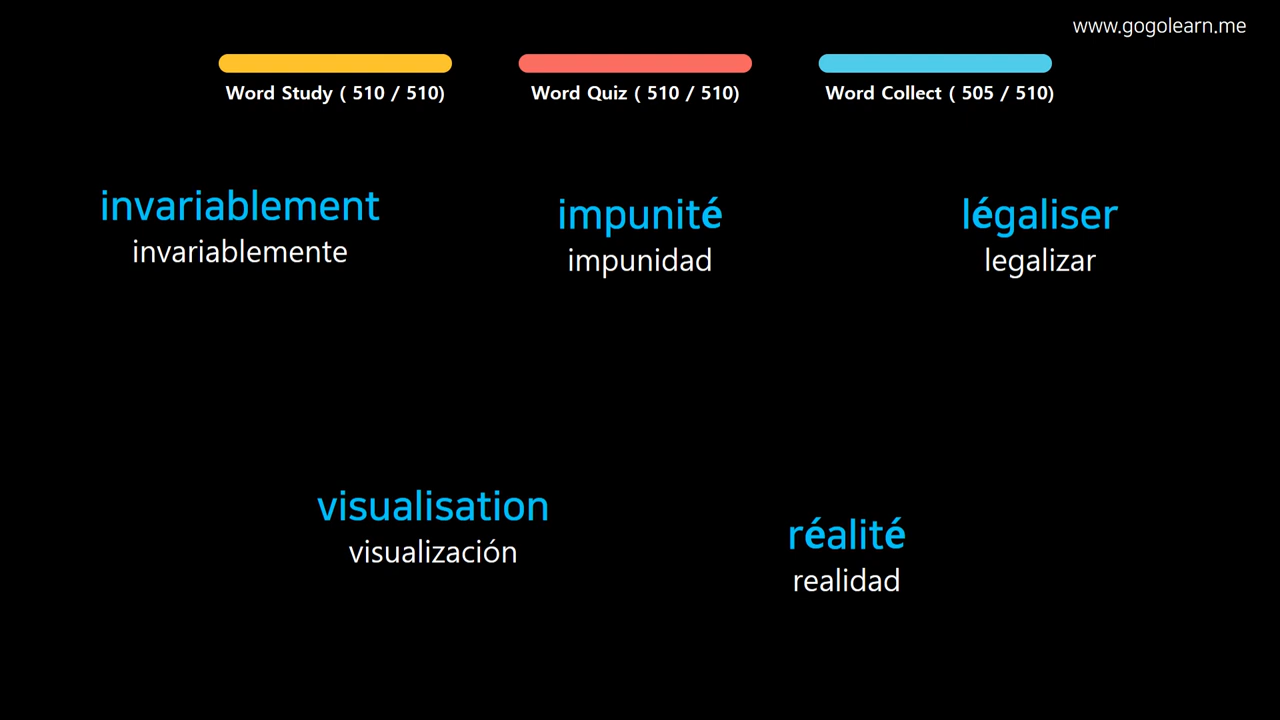 www.gogolearn.me
Word Study ( 510 / 510)
Word Quiz ( 510 / 510)
Word Collect ( 505 / 510)
invariablement
invariablemente
impunité
impunidad
légaliser
legalizar
visualisation
visualización
réalité
realidad